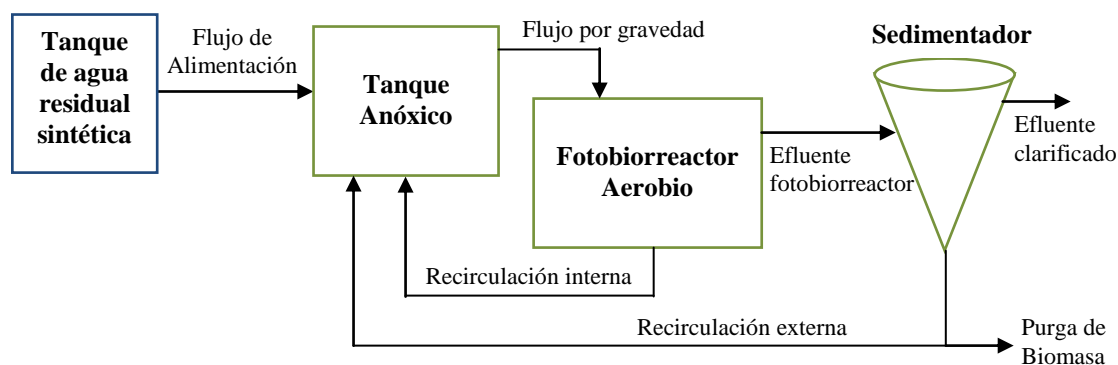 Tanque
de agua
residual
sintética
Flujo de
Alimentación
Tanque
Anóxico
Flujo por gravedad
Fotobiorreactor
Aerobio
Efluente
fotobiorreactor
Sedimentador
Efluente
clarificado
Recirculación interna
Recirculación externa
Purga de
Biomasa